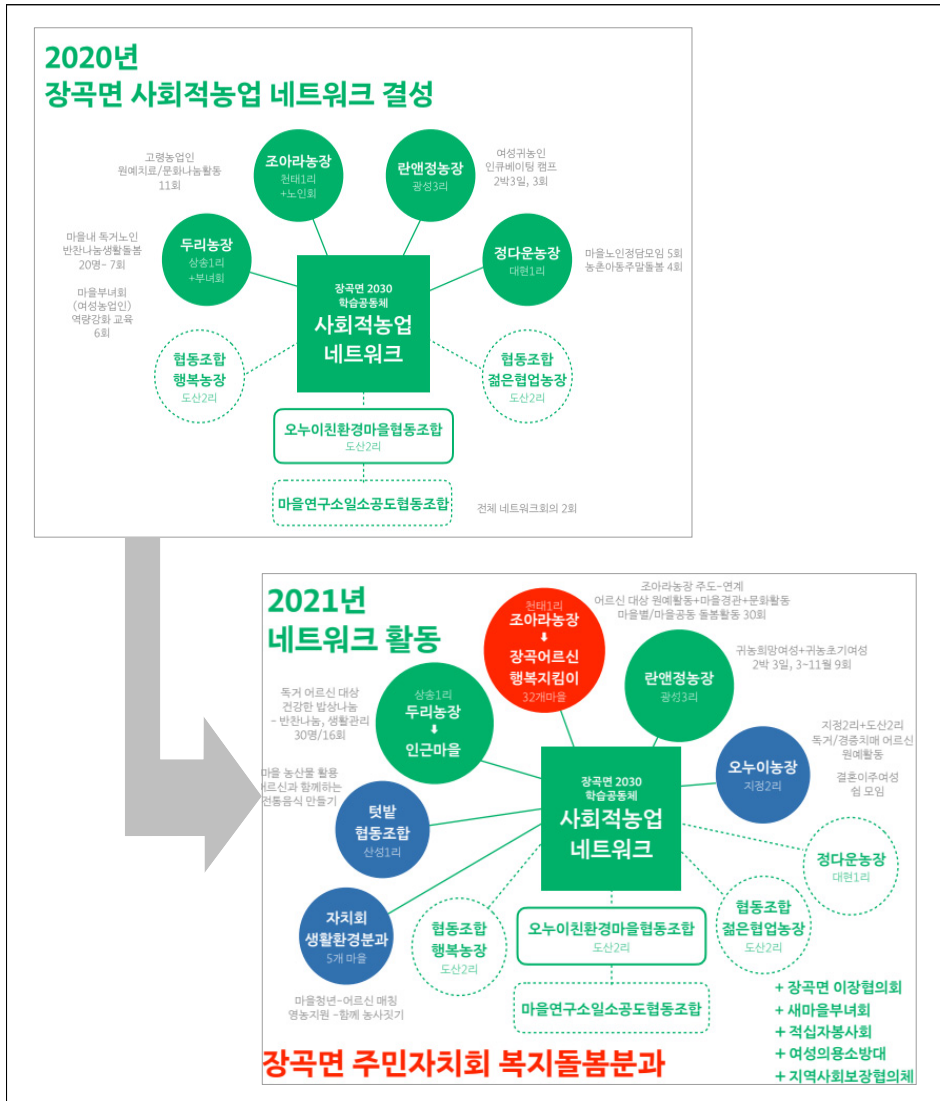 2020년
장곡면 사회적농업 네트워크 결성
고령농업인
원예치료/문화나눔활동
11회
조아라농장
천태1리
+노인회
란앤정농장
광성3리
여성귀농인
인큐베이팅 캠프
2박3일, 3회
마을내 독거노인
반찬나눔생활돌봄
20명- 7회
두리농장
상송1리
+부녀회
정다운농장
대현1리
마을노인정담모임 5회
농촌아동주말돌봄 4회
마을부녀회
(여성농업인)
역량강화 교육
6회
장곡면 2030
학습공동체
사회적농업
네트워크
협동조합
행복농장
도산2리
협동조합
젊은협업농장
도산2리
오누이친환경마을협동조합
도산2리
마을연구소일소공도협동조합
전체 네트워크회의 2회
2021년
네트워크 활동
조아라농장 주도-연계
어르신 대상 원예활동+마을경관+문화활동
마을별/마을공동 돌봄활동 30회
천태1리
조아라농장
장곡어르신
행복지킴이
32개마을
란앤정농장
광성3리
귀농희망여성+귀농초기여성
2박 3일, 3~11월 9회
독거 어르신 대상
건강한 밥상나눔
- 반찬나눔, 생활관리
30명/16회
상송1리
두리농장
인근마을
오누이농장
지정2리
지정2리+도산2리
독거/경증치매 어르신
원예활동
결혼이주여성
쉼 모임
마을 농산물 활용
어르신과 함께하는
전통음식 만들기
텃밭
협동조합
산성1리
장곡면 2030
학습공동체
사회적농업
네트워크
정다운농장
대현1리
자치회
생활환경분과
5개 마을
협동조합
행복농장
도산2리
오누이친환경마을협동조합
도산2리
협동조합
젊은협업농장
도산2리
마을청년-어르신 매칭
영농지원 -함께 농사짓기
마을연구소일소공도협동조합
+ 장곡면 이장협의회
+ 새마을부녀회
+ 적십자봉사회
+ 여성의용소방대
+ 지역사회보장협의체
장곡면 주민자치회 복지돌봄분과